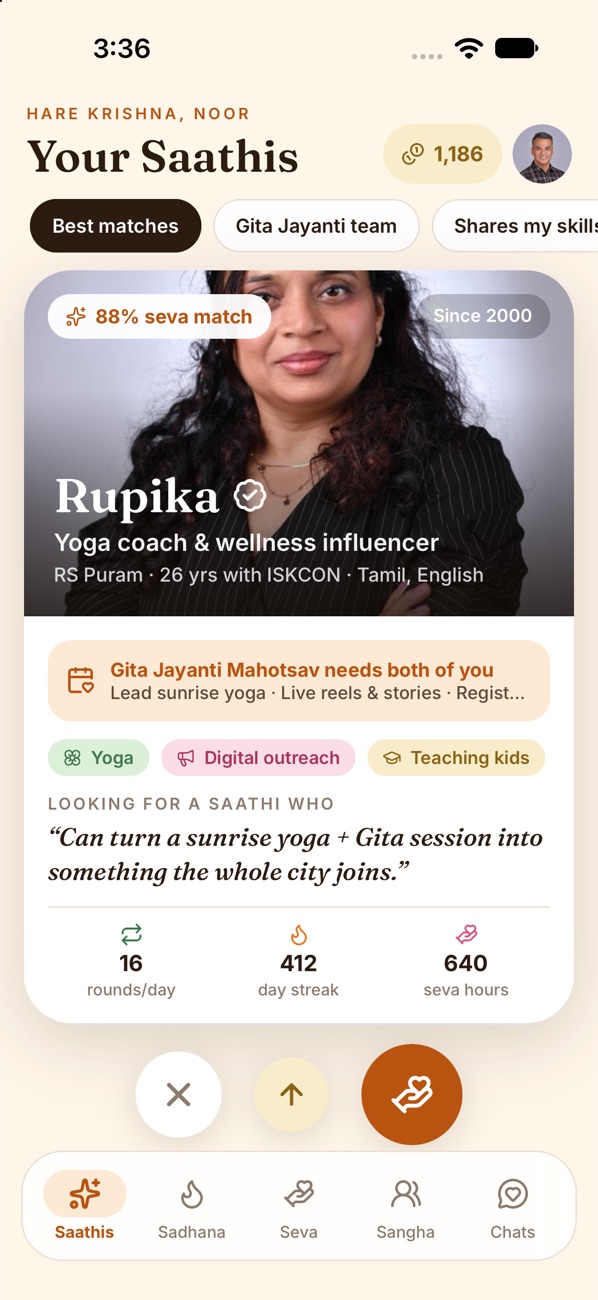 3:36
HARE KRISHNA, NOOR
Your Saathis
1,186
Best matches
Gita Jayanti team
Shares my skills
88% seva match
Since 2000
Rupika
Yoga coach & wellness influencer
RS Puram · 26 yrs with ISKCON · Tamil, English
Gita Jayanti Mahotsav needs both of you
Lead sunrise yoga · Live reels & stories · Regist...
Yoga
Digital outreach
Teaching kids
LOOKING FOR A SAATHI WHO
“Can turn a sunrise yoga + Gita session into
something the whole city joins.”
16
412
640
rounds/day
day streak
seva hours
Saathis
Sadhana
Seva
Sangha
Chats